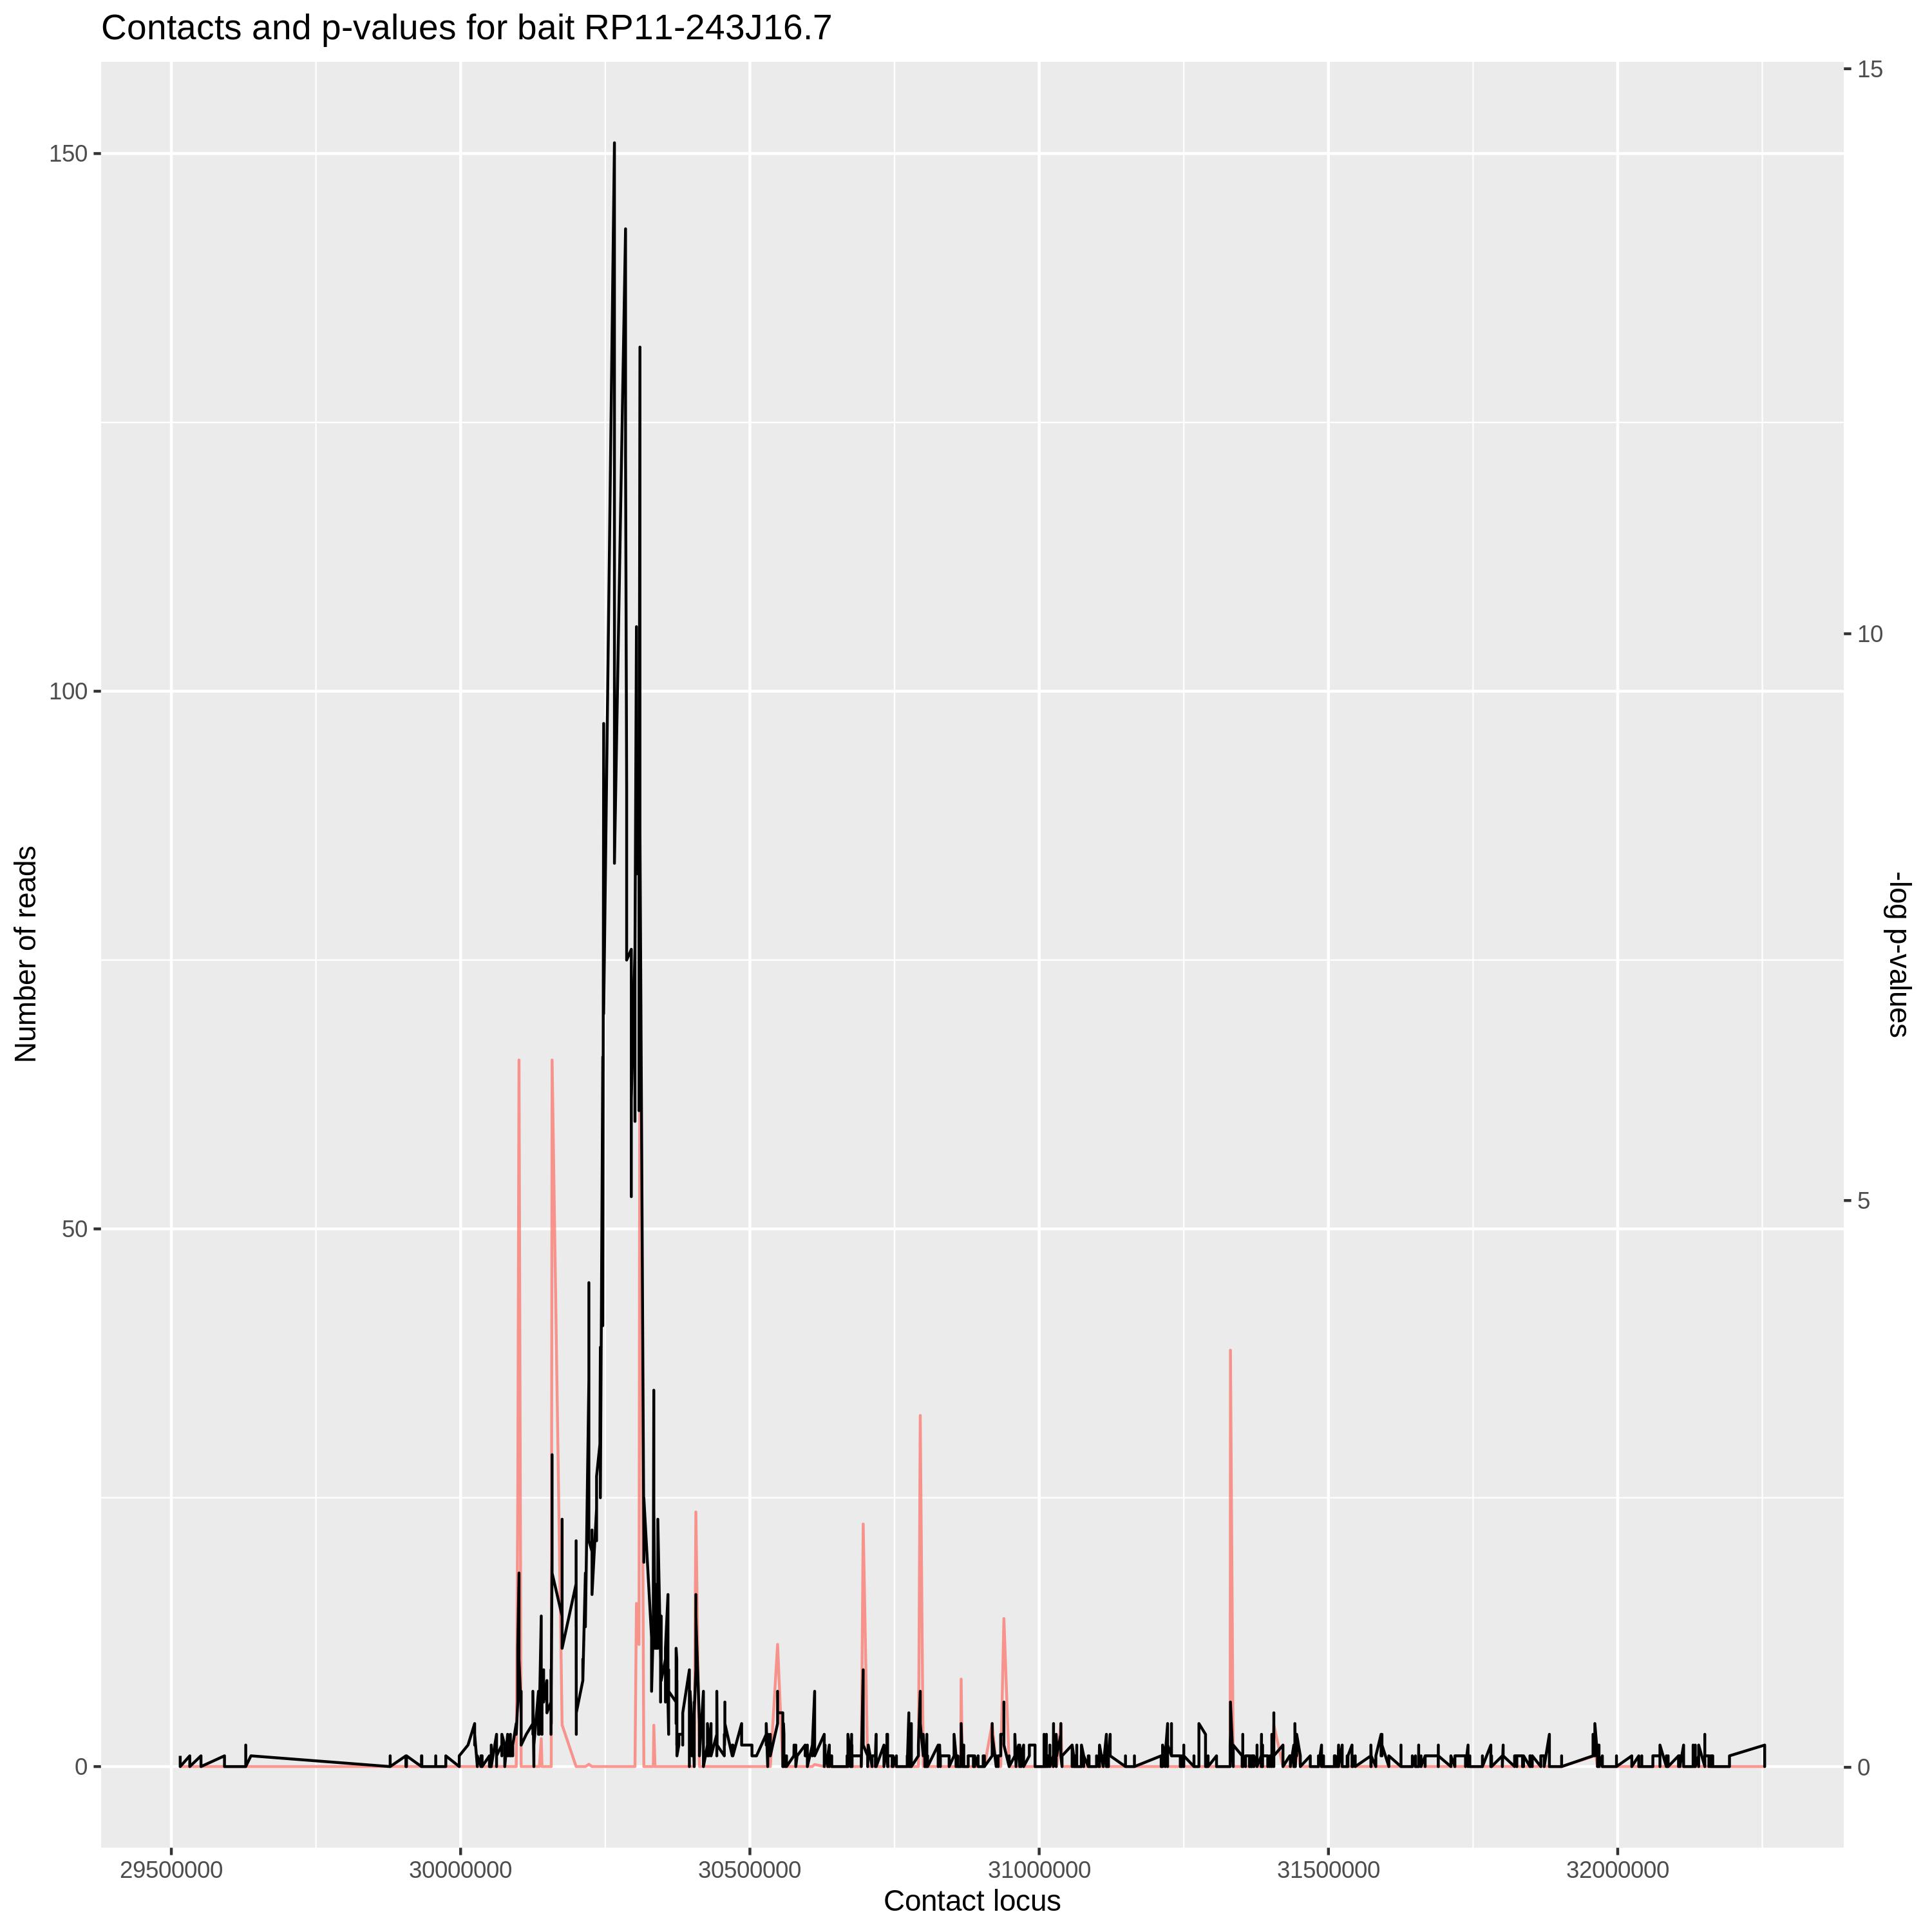 Contacts and p-values for bait RP11-243J16.7
15
150
10
100
Number of reads
-log p-values
5
50
0
0
29500000 30000000 30500000 31000000 31500000 32000000
Contact locus